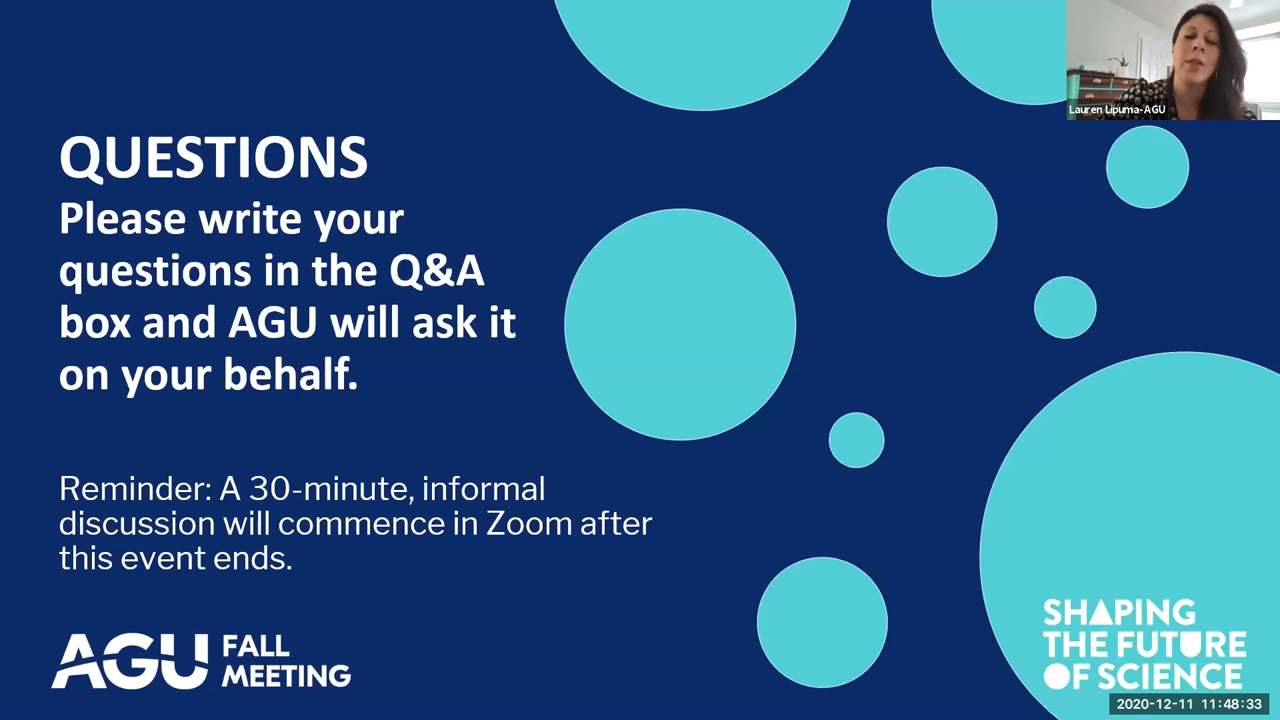 QUESTIONS
Please write your
questions in the Q&A
box and AGU will ask it
on your behalf.
Reminder: A 30-minute, informal
discussion will commence in Zoom after
this event ends.
AGU FALL
MEETING
Lauren Lipuma-AGU
SHAPING
THE FUTURE
OF SCIENCE
2020-12-11 11:48:33